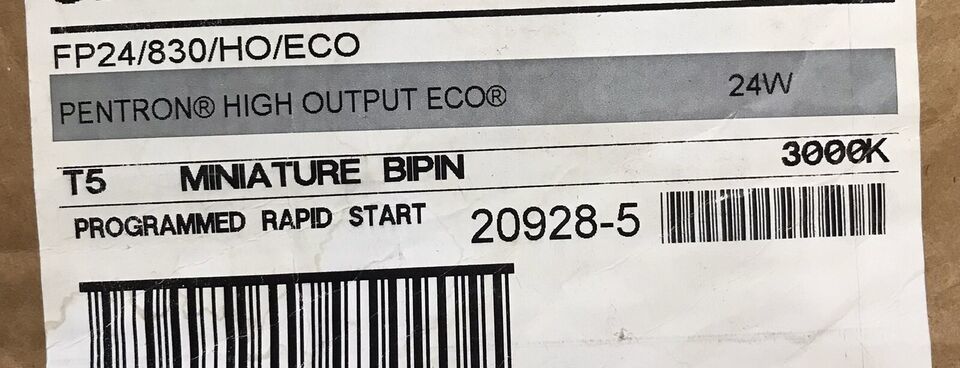 FP24/830/HO/ECO
PENTRON® HIGH OUTPUT ECO® 24W
T5 MINIATURE BIPIN 3000K
PROGRAMMED RAPID START 20928-5